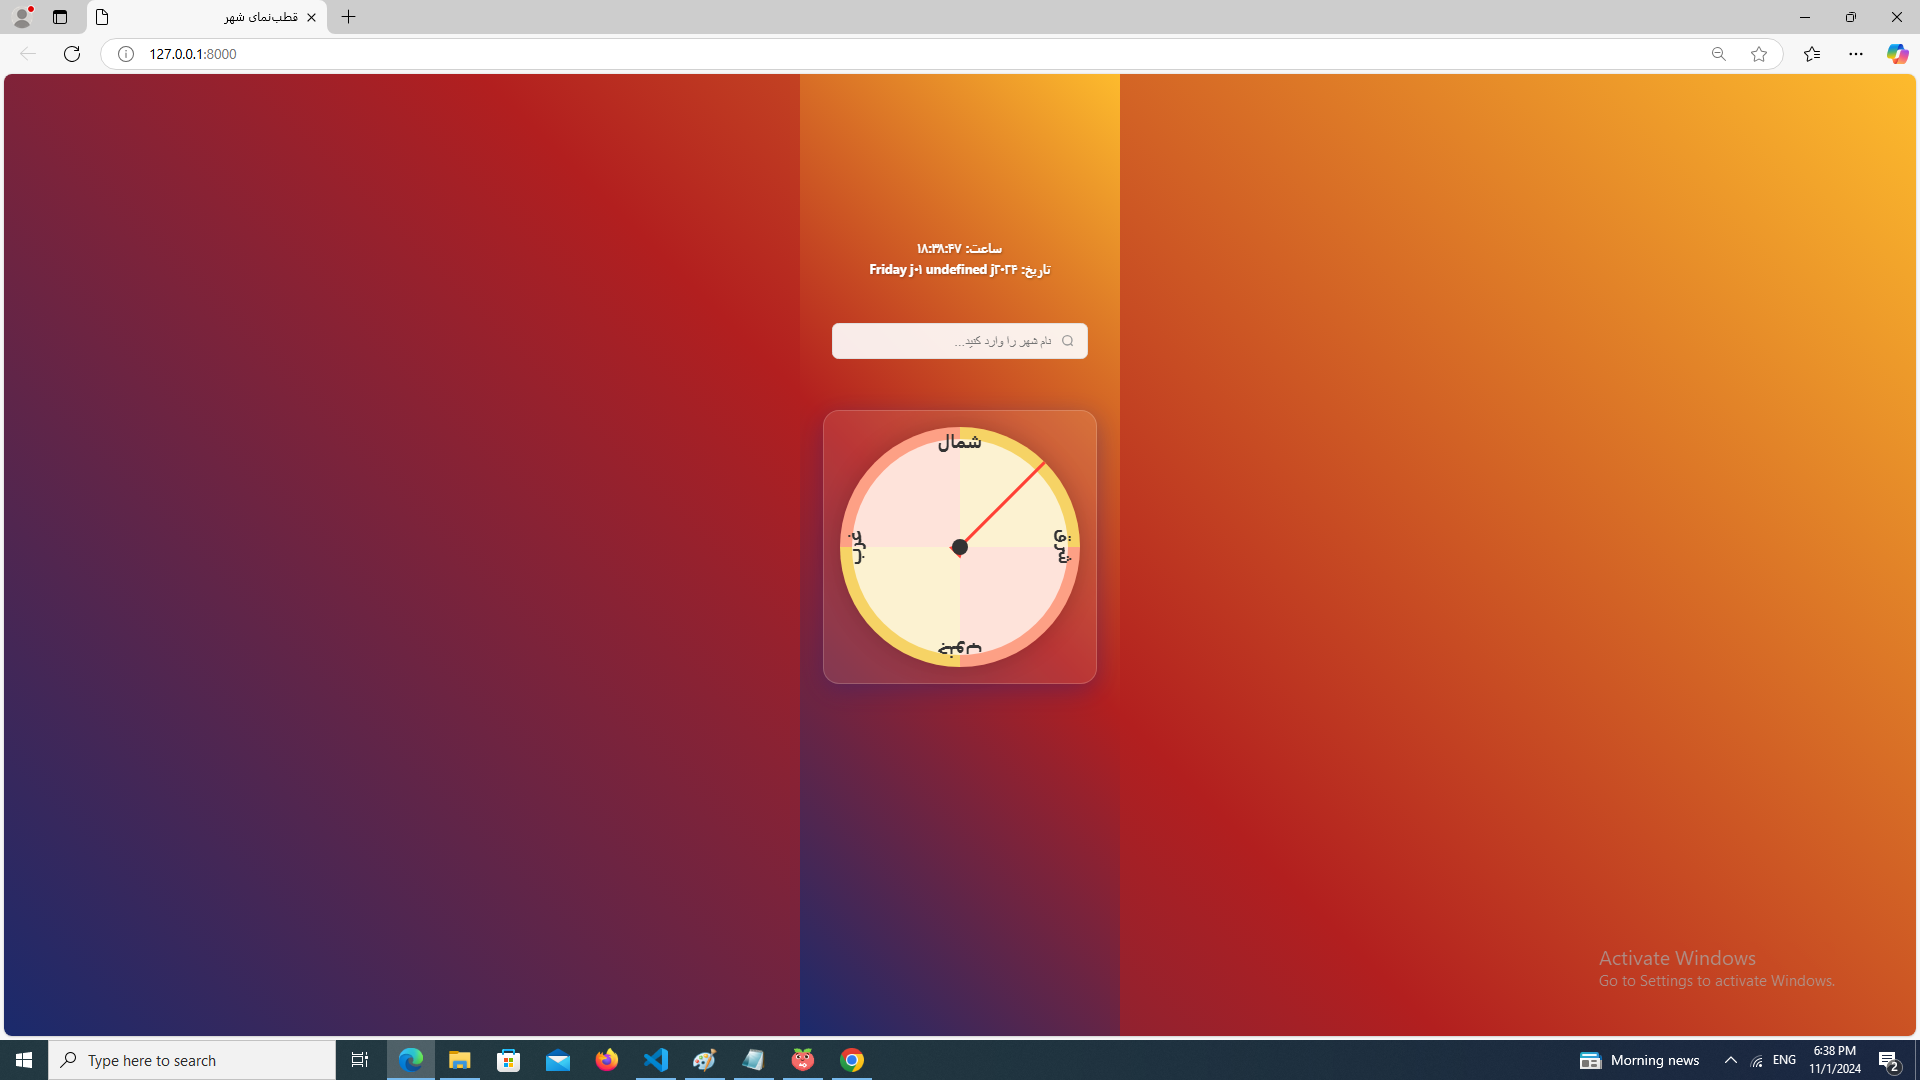 قطب‌نمای شهر
127.0.0.1:8000
ساعت: ۱۸:۳۸:۴۷
تاریخ: Friday j۰۱ undefined j۲۰۲۴
نام شهر را وارد کنید...
شمال
غرب
شرق
جنوب
Activate Windows
Go to Settings to activate Windows.
Type here to search
Morning news
ENG
6:38 PM
11/1/2024
2